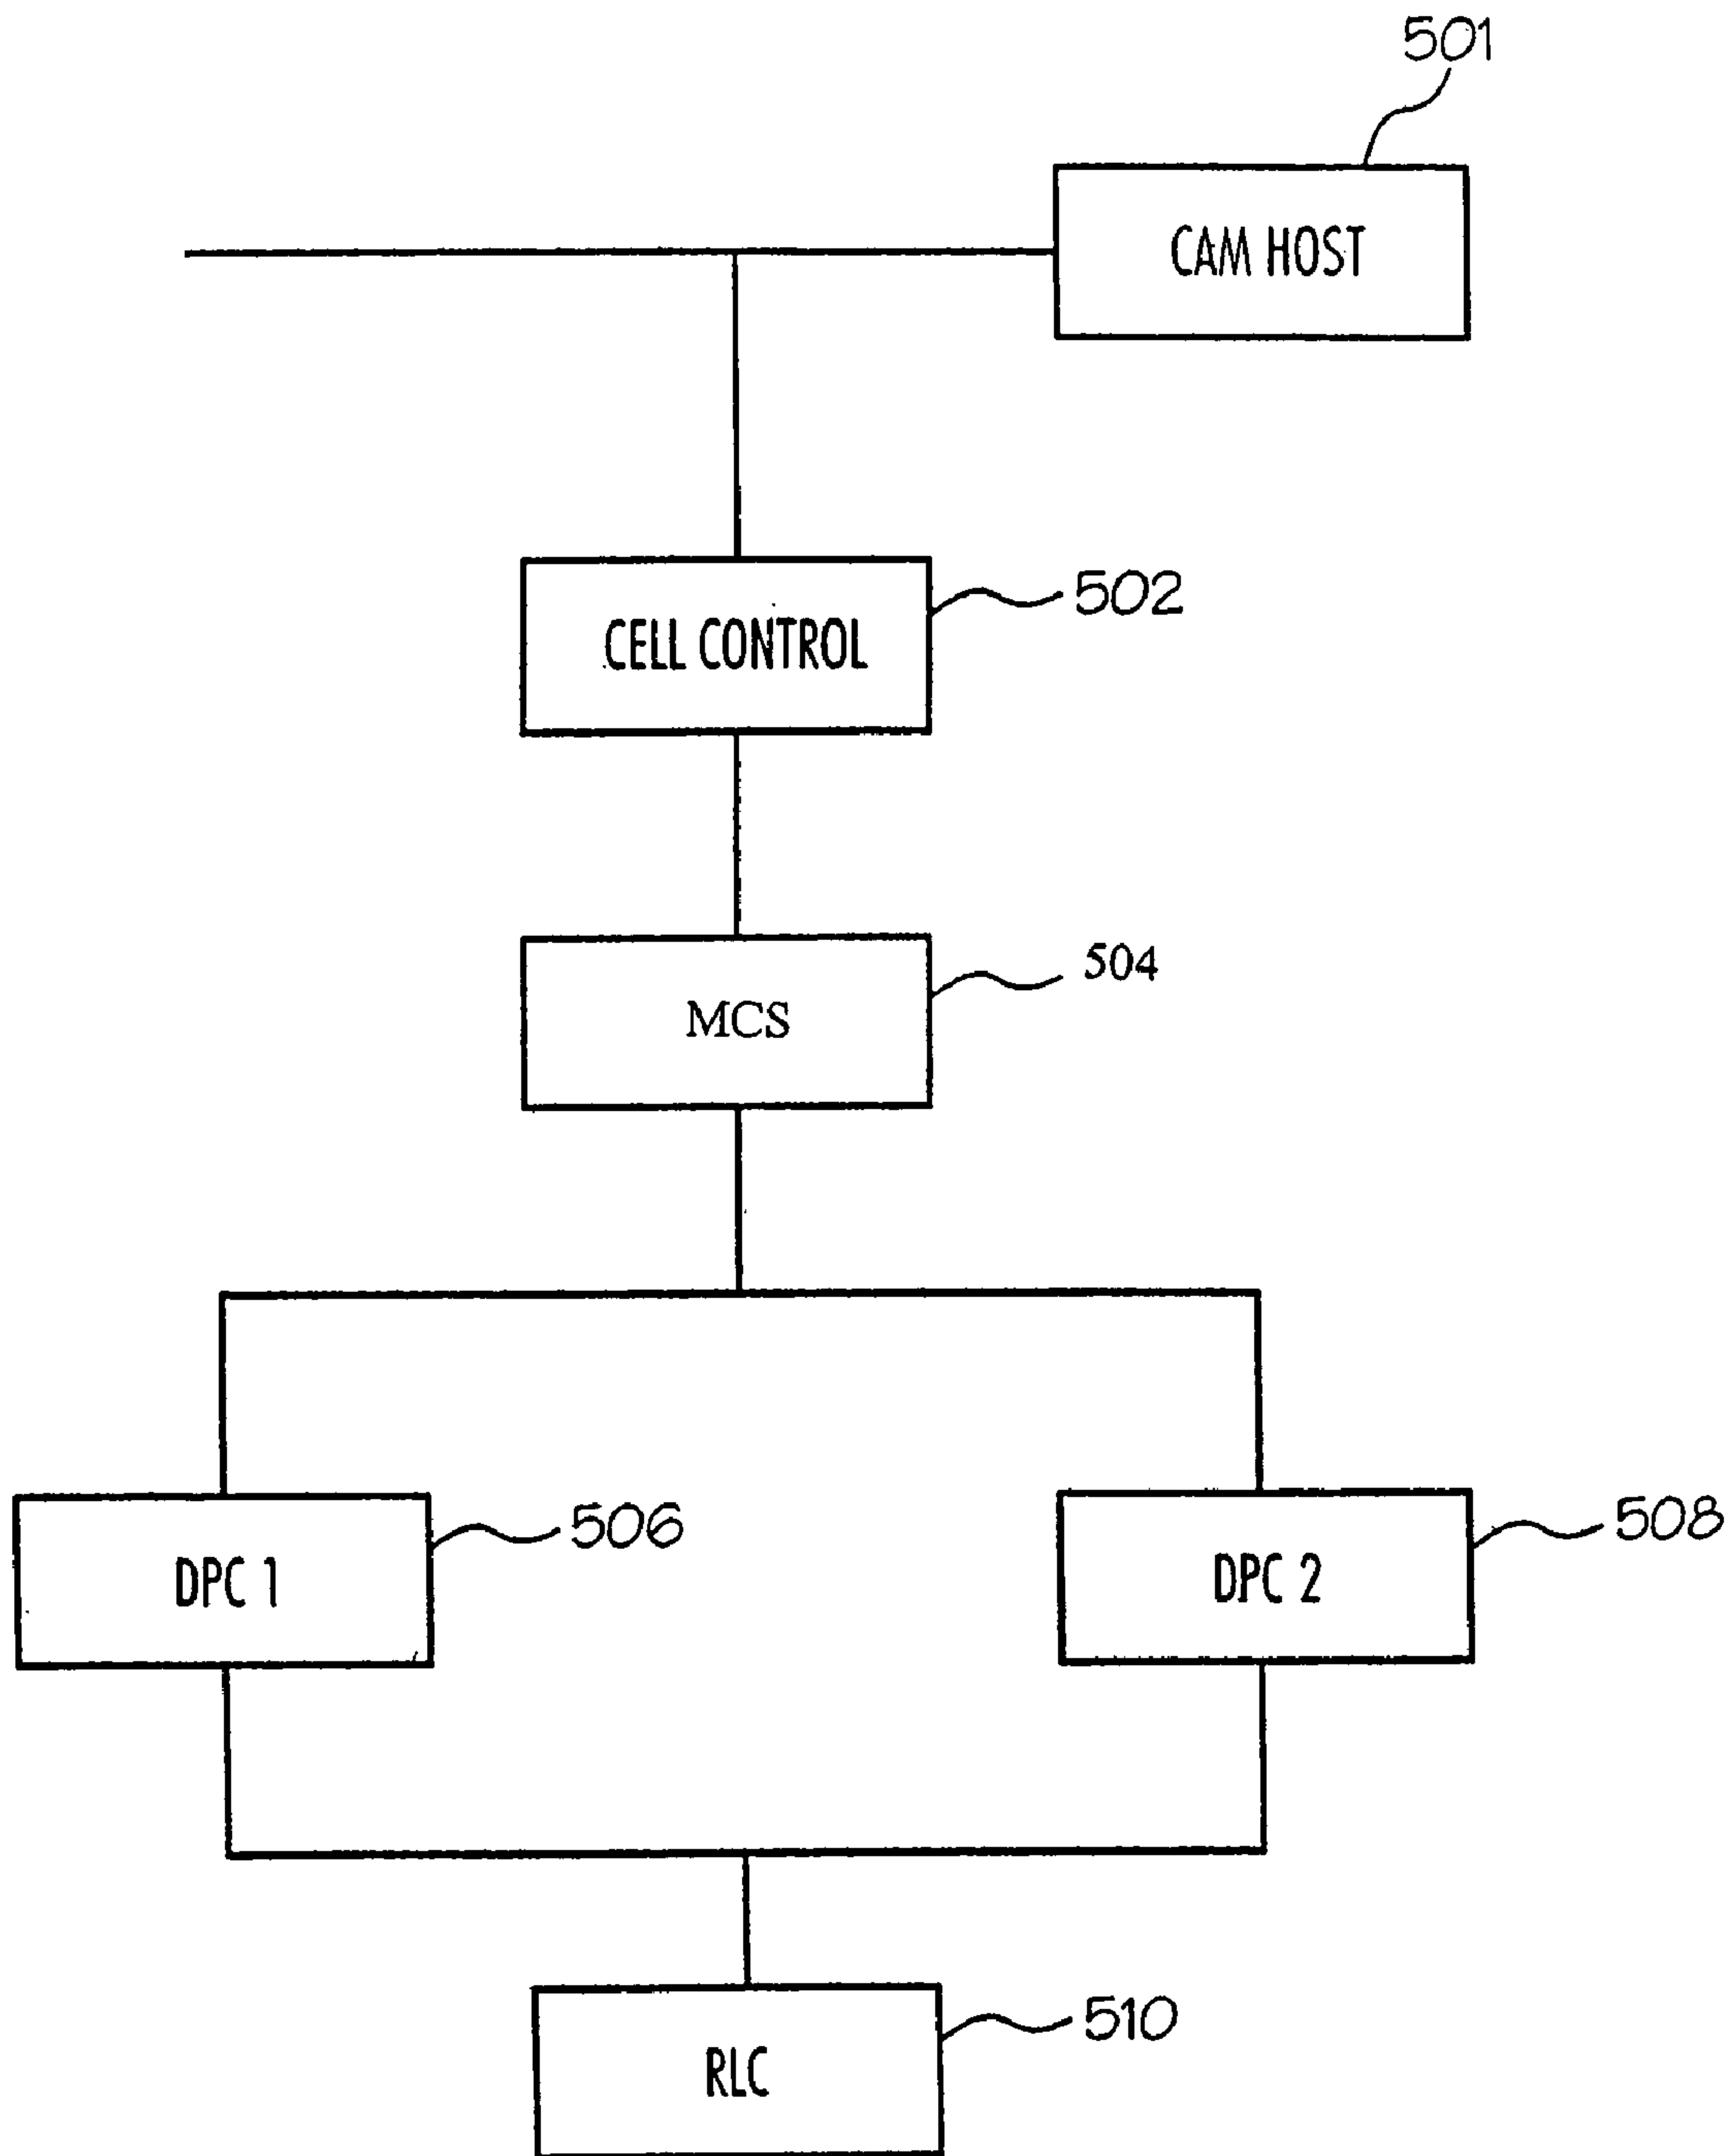 501
CAM HOST
502
CELL CONTROL
504
MCS
506
DPC 1
508
DPC 2
510
RLC